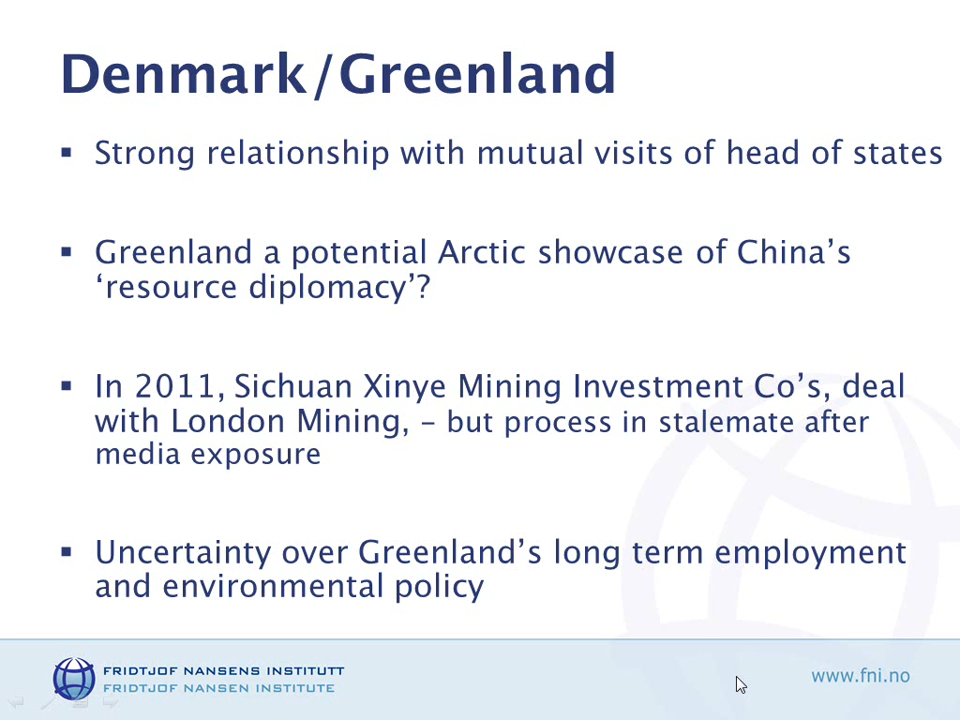 Denmark/Greenland
▪ Strong relationship with mutual visits of head of states
▪ Greenland a potential Arctic showcase of China’s
‘resource diplomacy’?
▪ In 2011, Sichuan Xinye Mining Investment Co’s, deal
with London Mining, – but process in stalemate after
media exposure
▪ Uncertainty over Greenland’s long term employment
and environmental policy
FRIDTJOF NANSENS INSTITUTT
FRIDTJOF NANSEN INSTITUTE
www.fni.no